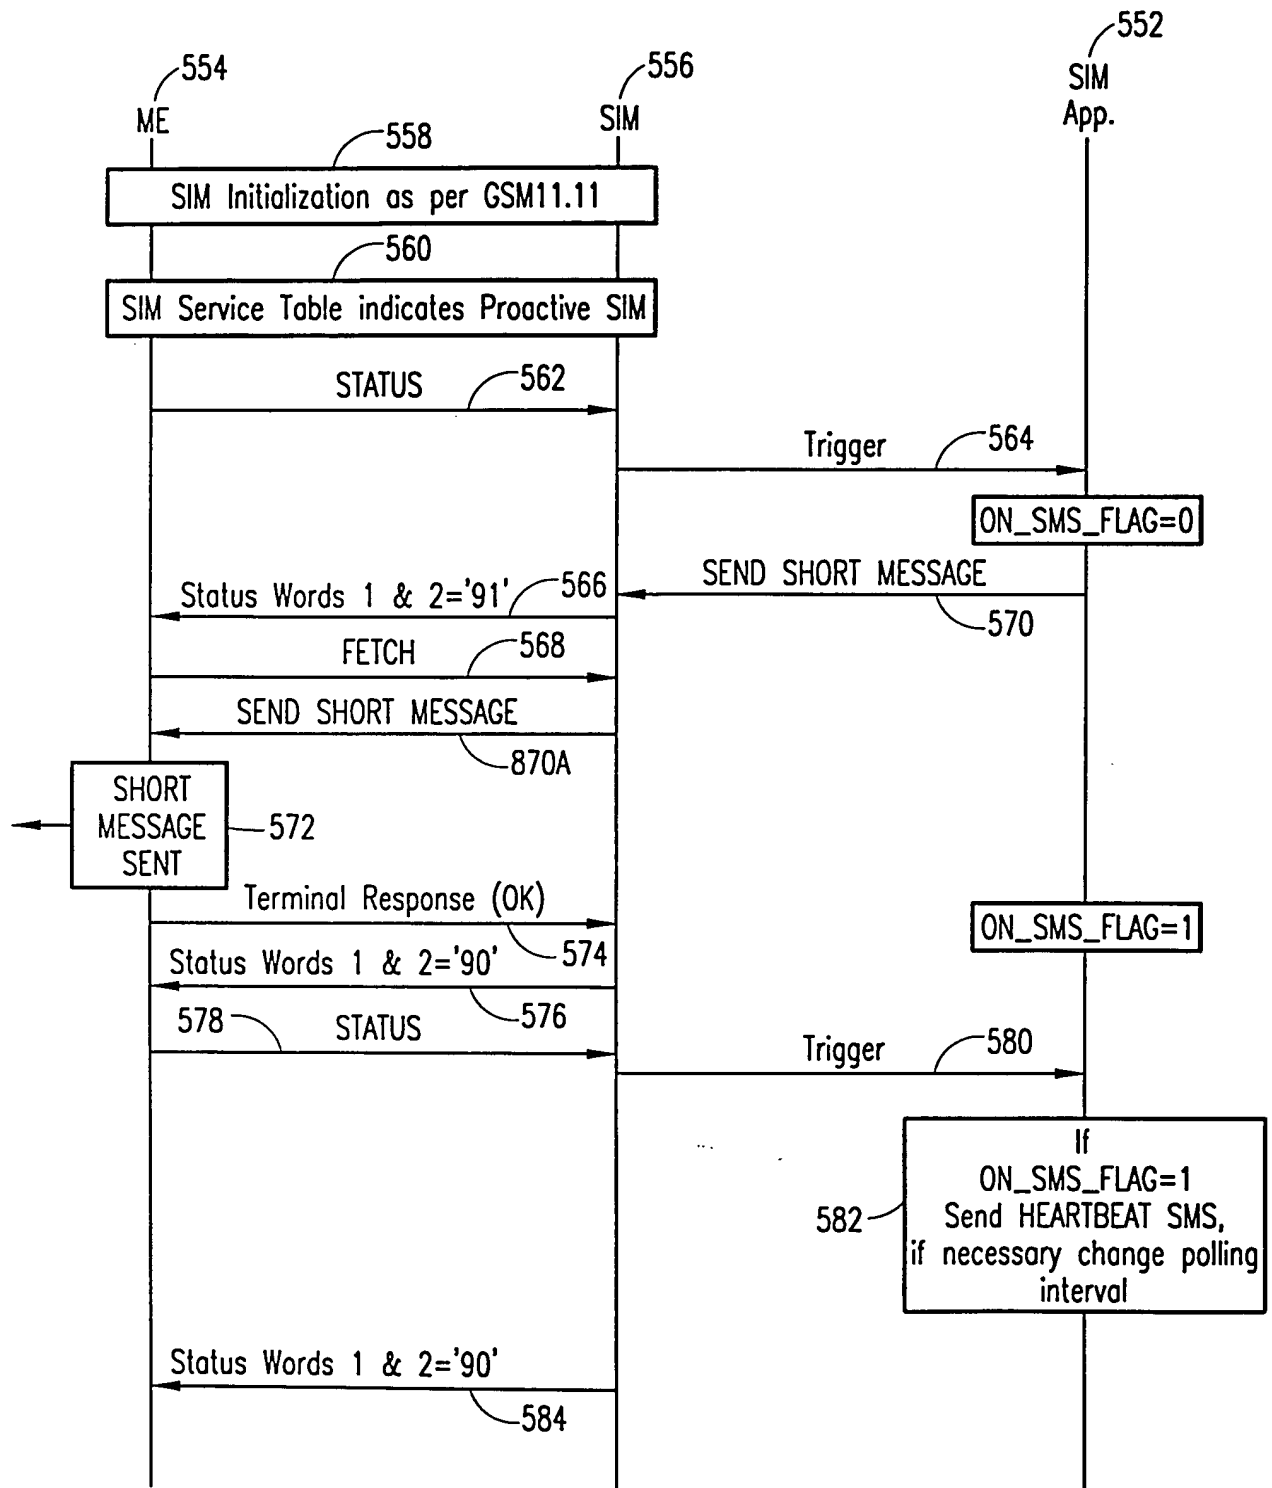 552
SIM
App.
554
ME
556
SIM
558
SIM Initialization as per GSM11.11
560
SIM Service Table indicates Proactive SIM
STATUS
562
Trigger
564
ON_SMS_FLAG=0
SEND SHORT MESSAGE
570
Status Words 1 & 2='91'
566
FETCH
568
SEND SHORT MESSAGE
870A
SHORT
MESSAGE
SENT
572
Terminal Response (OK)
574
ON_SMS_FLAG=1
Status Words 1 & 2='90'
576
578
STATUS
Trigger
580
If
ON_SMS_FLAG=1
Send HEARTBEAT SMS,
if necessary change polling
interval
582
Status Words 1 & 2='90'
584